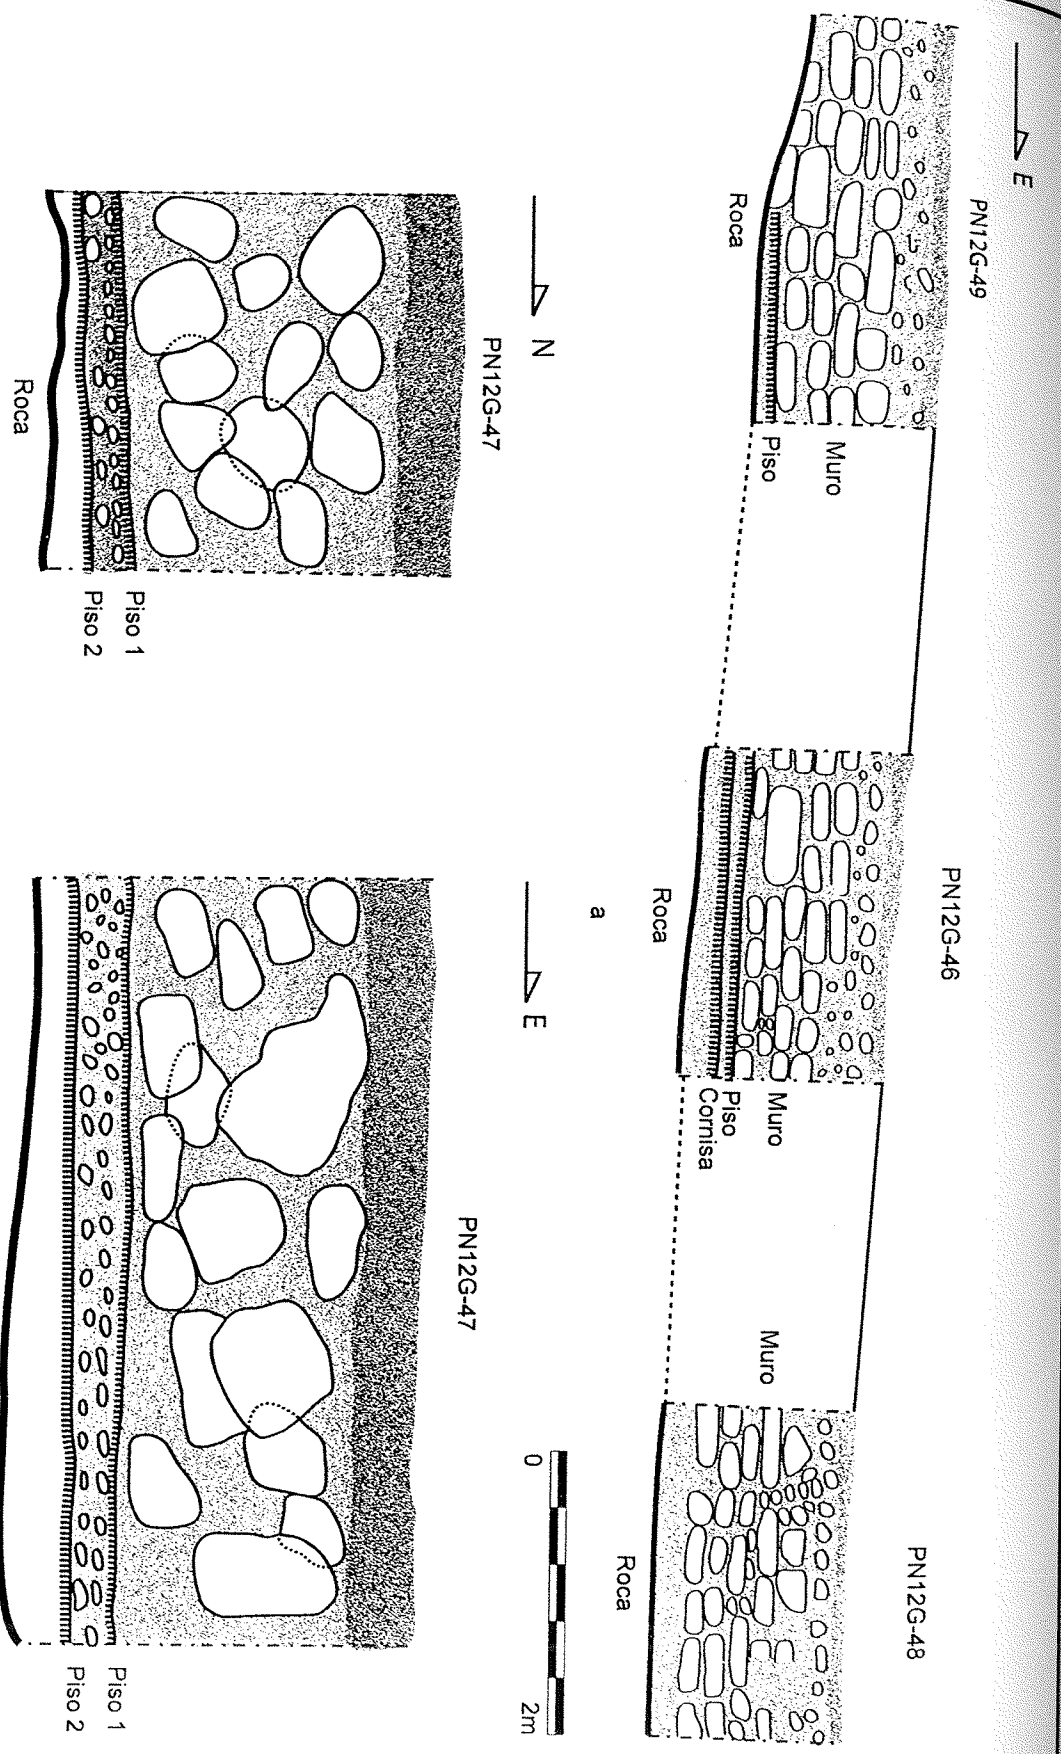 E
PN12G-49
PN12G-46
PN12G-48
Roca
Muro
Piso
Roca
Muro
Piso
Cornisa
Muro
Roca
a
N
PN12G-47
Piso 1
Piso 2
Roca
E
PN12G-47
Piso 1
Piso 2
0
2m